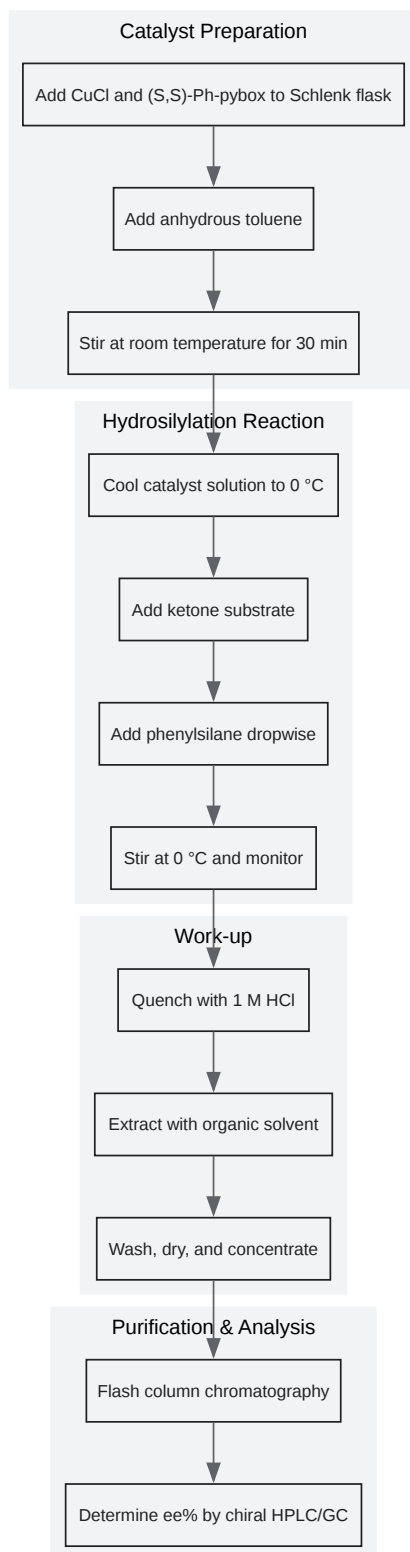 Catalyst Preparation
Add CuCl and (S,S)-Ph-pybox to Schlenk flask
Add anhydrous toluene
Stir at room temperature for 30 min
Hydrosilylation Reaction
Cool catalyst solution to 0 °C
Add ketone substrate
Add phenylsilane dropwise
Stir at 0 °C and monitor
Work-up
Quench with 1 M HCl
Extract with organic solvent
Wash, dry, and concentrate
Purification & Analysis
Flash column chromatography
Determine ee% by chiral HPLC/GC